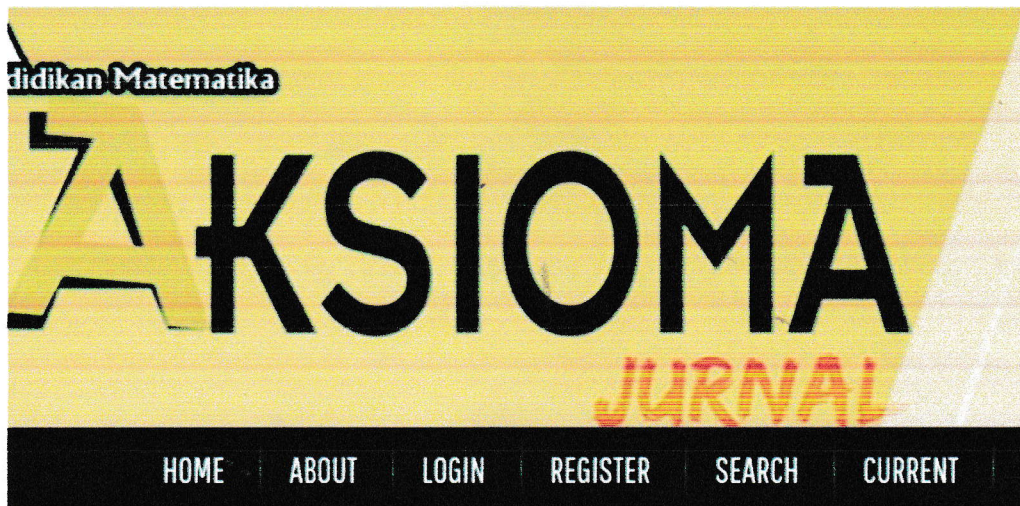 didikan Matematika
AKSIOMA
JURNAL
HOME ABOUT LOGIN REGISTER SEARCH CURRENT